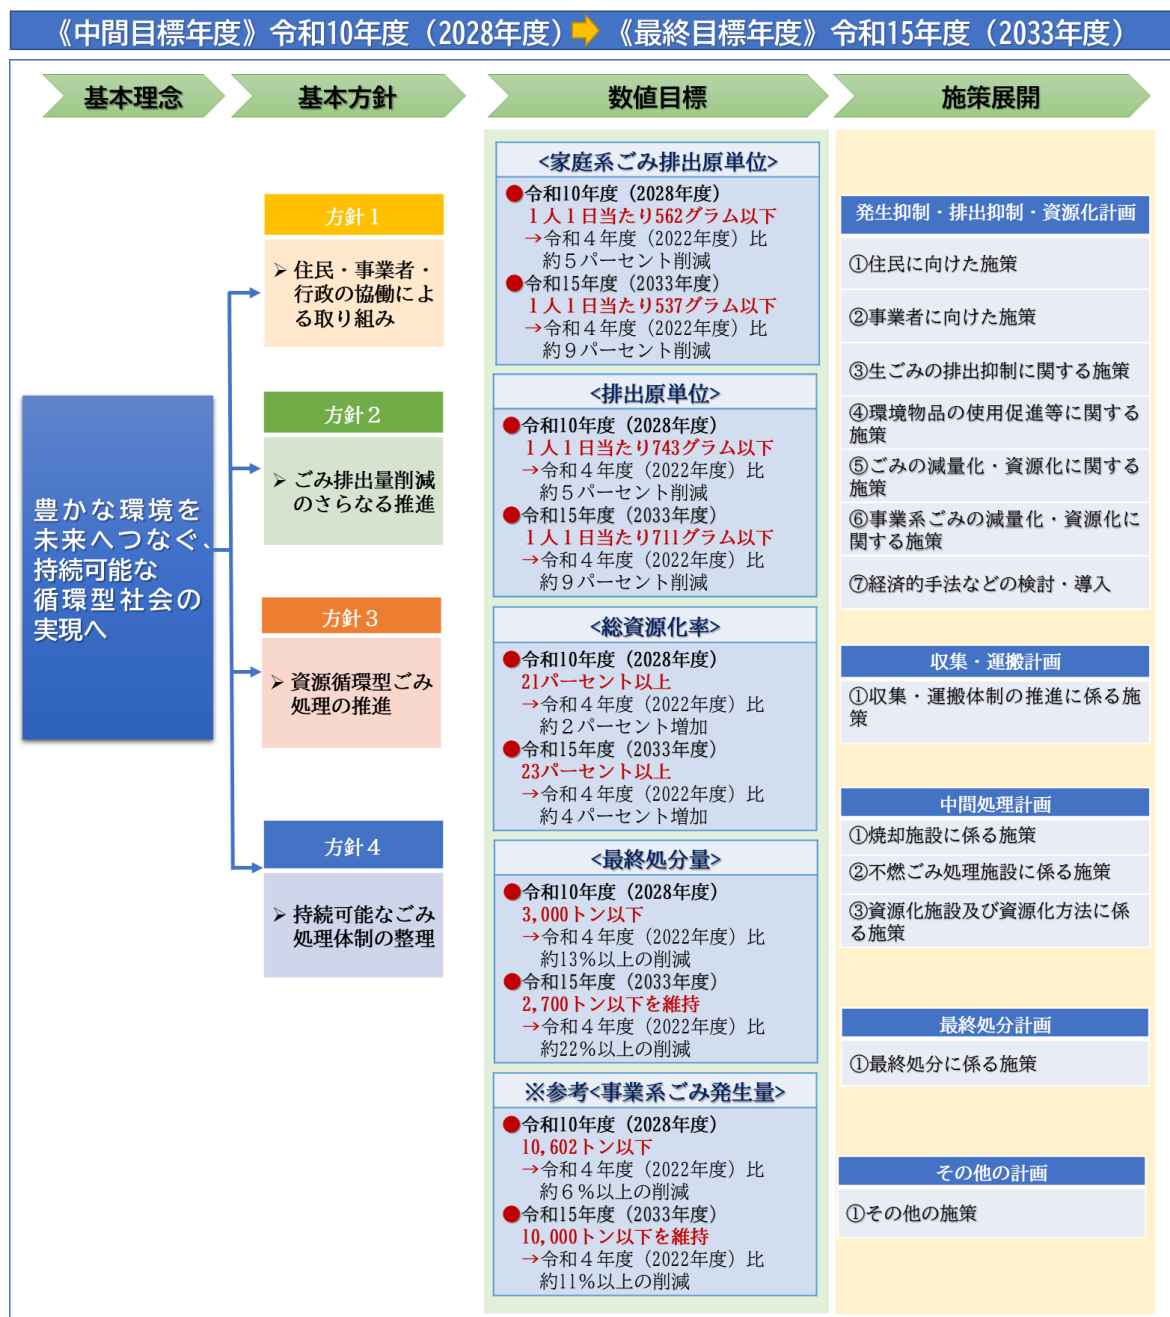 《中間目標年度》令和10年度（2028年度）《最終目標年度》令和15年度（2033年度）
基本理念
基本方針
数値目標
施策展開
豊かな環境を
未来へつなぐ、
持続可能な
循環型社会の
実現へ
方針１
➢ 住民・事業者・
行政の協働によ
る取り組み
方針２
➢ ごみ排出量削減
のさらなる推進
方針３
➢ 資源循環型ごみ
処理の推進
方針４
➢ 持続可能なごみ
処理体制の整理
<家庭系ごみ排出原単位>
●令和10年度（2028年度）
１人１日当たり562グラム以下
→令和４年度（2022年度）比
約５パーセント削減
●令和15年度（2033年度）
１人１日当たり537グラム以下
→令和４年度（2022年度）比
約９パーセント削減
<排出原単位>
●令和10年度（2028年度）
１人１日当たり743グラム以下
→令和４年度（2022年度）比
約５パーセント削減
●令和15年度（2033年度）
１人１日当たり711グラム以下
→令和４年度（2022年度）比
約９パーセント削減
<総資源化率>
●令和10年度（2028年度）
21パーセント以上
→令和４年度（2022年度）比
約２パーセント増加
●令和15年度（2033年度）
23パーセント以上
→令和４年度（2022年度）比
約４パーセント増加
<最終処分量>
●令和10年度（2028年度）
3,000トン以下
→令和４年度（2022年度）比
約13％以上の削減
●令和15年度（2033年度）
2,700トン以下を維持
→令和４年度（2022年度）比
約22％以上の削減
※参考<事業系ごみ発生量>
●令和10年度（2028年度）
10,602トン以下
→令和４年度（2022年度）比
約６％以上の削減
●令和15年度（2033年度）
10,000トン以下を維持
→令和４年度（2022年度）比
約11％以上の削減
発生抑制・排出抑制・資源化計画
①住民に向けた施策
②事業者に向けた施策
③生ごみの排出抑制に関する施策
④環境物品の使用促進等に関する
施策
⑤ごみの減量化・資源化に関する
施策
⑥事業系ごみの減量化・資源化に
関する施策
⑦経済的手法などの検討・導入
収集・運搬計画
①収集・運搬体制の推進に係る施
策
中間処理計画
①焼却施設に係る施策
②不燃ごみ処理施設に係る施策
③資源化施設及び資源化方法に係
る施策
最終処分計画
①最終処分に係る施策
その他の計画
①その他の施策